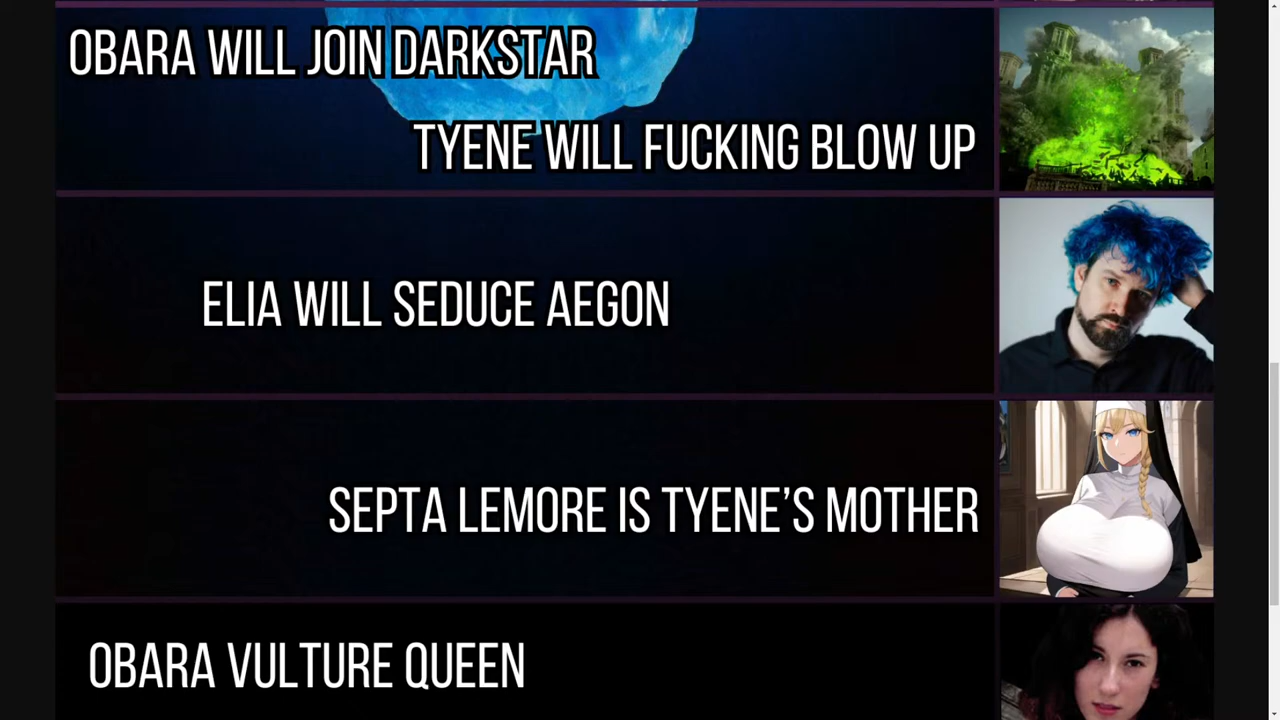 OBARA WILL JOIN DARKSTAR
TYENE WILL FUCKING BLOW UP
ELIA WILL SEDUCE AEGON
SEPTA LEMORE IS TYENE’S MOTHER
OBARA VULTURE QUEEN